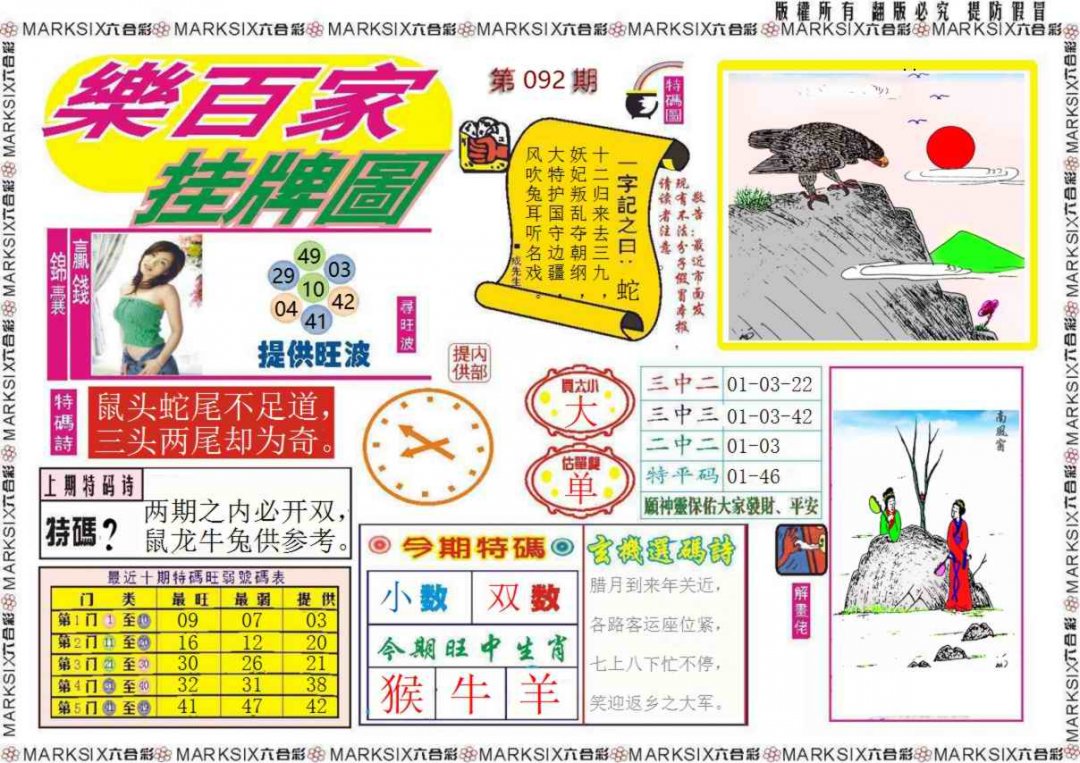 版權所有 翻版必究 提防假冒
MARKSIX六合彩 MARKSIX六合彩 MARKSIX六合彩 MARKSIX六合彩 MARKSIX六合彩 MARKSIX六合彩 MARKSIX六合彩
樂百家
挂牌圖
第 092 期
特碼圖
一字記之曰：蛇
十二归来去三九，
妖妃叛乱夺朝纲，
大特护国守边疆。
风吹兔耳听名戏。
■成先生
敬告：最近市面发
现有不法分子假冒本报，
请读者注意。
贏錢
錦囊
49
29
03
10
04
42
41
提供旺波
尋旺波
内部
提供
特碼詩
鼠头蛇尾不足道，
三头两尾却为奇。
買大小
大
估單雙
单
三中二 01-03-22
三中三 01-03-42
二中二 01-03
特平码 01-46
願神靈保佑大家發財、平安
上期特码诗
特碼？
两期之内必开双，
鼠龙牛兔供参考。
最近十期特碼旺弱號碼表
门 类 最旺 最弱 提供
第1门 1 至 10 09 07 03
第2门 11 至 20 16 12 20
第3门 21 至 30 30 26 21
第4门 31 至 40 32 31 38
第5门 41 至 49 41 47 42
今期特碼
小数 双数
今期旺中生肖
猴 牛 羊
玄機選碼詩
腊月到来年关近，
各路客运座位紧，
七上八下忙不停，
笑迎返乡之大军。
解畫佬
南風窗
MARKSIX六合彩 MARKSIX六合彩 MARKSIX六合彩 MARKSIX六合彩 MARKSIX六合彩 MARKSIX六合彩 MARKSIX六合彩